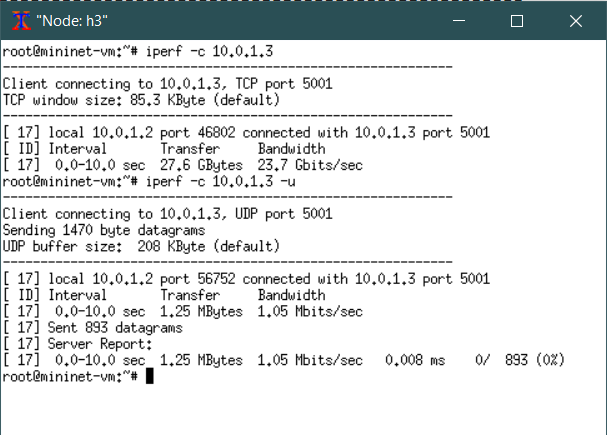 "Node: h3"
root@mininet-vm:~# iperf -c 10.0.1.3
------------------------------------------------------------
Client connecting to 10.0.1.3, TCP port 5001
TCP window size: 85.3 KByte (default)
------------------------------------------------------------
[ 17] local 10.0.1.2 port 46802 connected with 10.0.1.3 port 5001
[ ID] Interval       Transfer     Bandwidth
[ 17]  0.0-10.0 sec  27.6 GBytes  23.7 Gbits/sec
root@mininet-vm:~# iperf -c 10.0.1.3 -u
------------------------------------------------------------
Client connecting to 10.0.1.3, UDP port 5001
Sending 1470 byte datagrams
UDP buffer size:  208 KByte (default)
------------------------------------------------------------
[ 17] local 10.0.1.2 port 56752 connected with 10.0.1.3 port 5001
[ ID] Interval       Transfer     Bandwidth
[ 17]  0.0-10.0 sec  1.25 MBytes  1.05 Mbits/sec
[ 17] Sent 893 datagrams
[ 17] Server Report:
[ 17]  0.0-10.0 sec  1.25 MBytes  1.05 Mbits/sec   0.008 ms    0/  893 (0%)
root@mininet-vm:~#